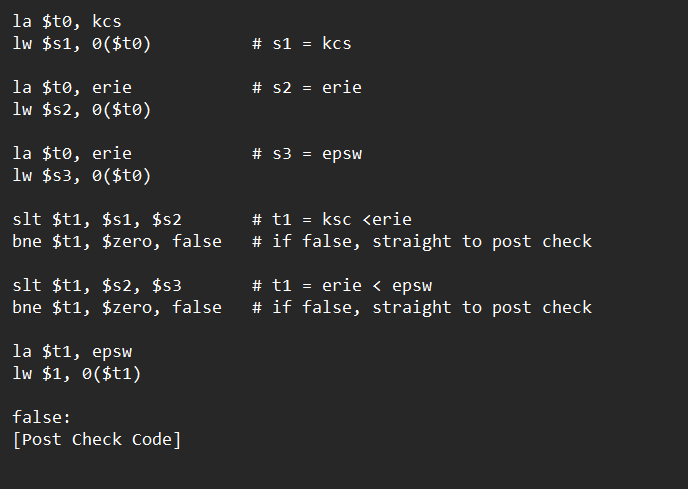 la $t0, kcs
lw $s1, 0($t0) # s1 = kcs
la $t0, erie # s2 = erie
lw $s2, 0($t0)
la $t0, erie # s3 = epsw
lw $s3, 0($t0)
slt $t1, $s1, $s2 # t1 = ksc <erie
bne $t1, $zero, false # if false, straight to post check
slt $t1, $s2, $s3 # t1 = erie < epsw
bne $t1, $zero, false # if false, straight to post check
la $t1, epsw
lw $1, 0($t1)
false:
[Post Check Code]